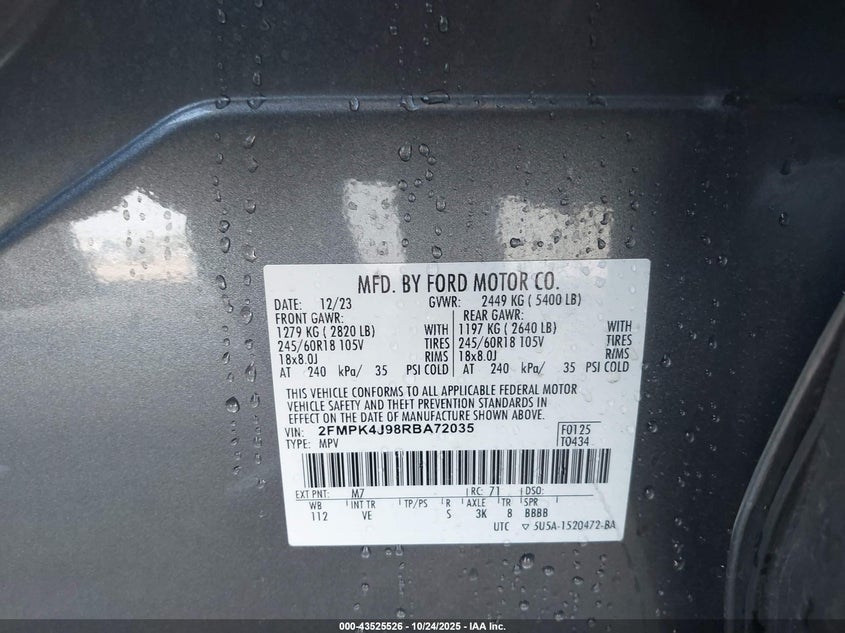 MFD. BY FORD MOTOR CO.
DATE: 12/23 GVWR: 2449 KG ( 5400 LB)
FRONT GAWR: REAR GAWR:
1279 KG ( 2820 LB) WITH 1197 KG ( 2640 LB) WITH
245/60R18 105V TIRES 245/60R18 105V TIRES
18x8.0J RIMS 18x8.0J RIMS
AT 240 kPa/ 35 PSI COLD AT 240 kPa/ 35 PSI COLD
THIS VEHICLE CONFORMS TO ALL APPLICABLE FEDERAL MOTOR
VEHICLE SAFETY AND THEFT PREVENTION STANDARDS IN
EFFECT ON THE DATE OF MANUFACTURE SHOWN ABOVE.
VIN: 2FMPK4J98RBA72035 F0125
TYPE: MPV T0434
EXT PNT: M7 RC: 71 DSO:
WB INT TR TP/PS R AXLE TR SPR
112 VE S 3K 8 BBBB
UTC ▽ 5U5A-1520472-BA
000-43525526 - 10/24/2025 - IAA Inc.